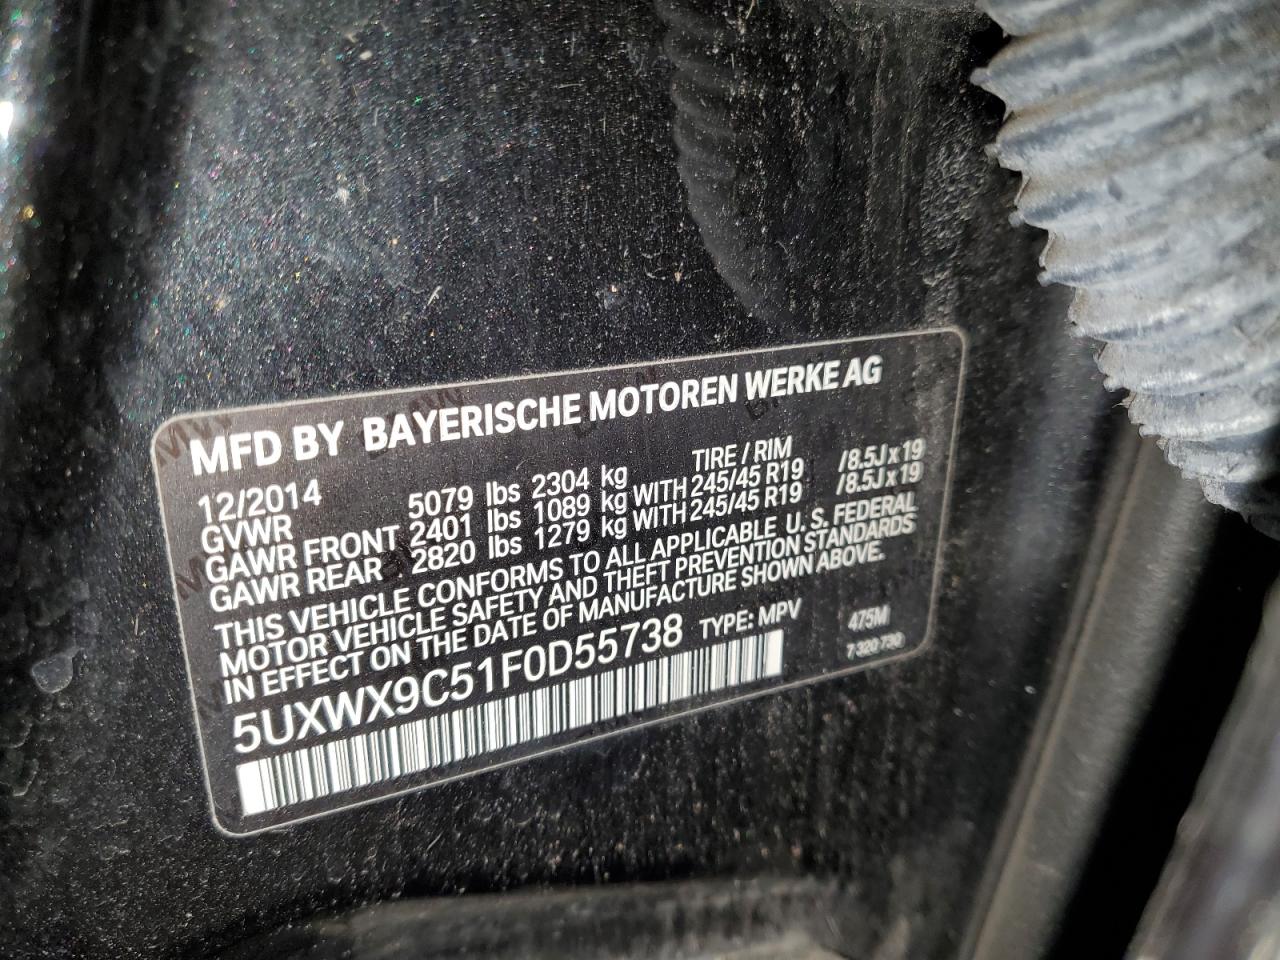 MFD BY BAYERISCHE MOTOREN WERKE AG
12/2014 TIRE / RIM
GVWR 5079 lbs 2304 kg
GAWR FRONT 2401 lbs 1089 kg WITH 245/45 R19 /8.5J x 19
GAWR REAR 2820 lbs 1279 kg WITH 245/45 R19 /8.5J x 19
THIS VEHICLE CONFORMS TO ALL APPLICABLE U. S. FEDERAL
MOTOR VEHICLE SAFETY AND THEFT PREVENTION STANDARDS
IN EFFECT ON THE DATE OF MANUFACTURE SHOWN ABOVE.
5UXWX9C51F0D55738 TYPE: MPV 475M
7 320 730